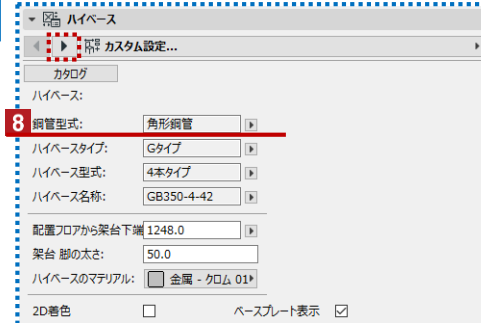 ハイベース
カスタム設定...
カタログ
ハイベース:
8 鋼管型式: 角形鋼管
ハイベースタイプ: Gタイプ
ハイベース型式: 4本タイプ
ハイベース名称: GB350-4-42
配置フロアから架台下端 1248.0
架台 脚の太さ: 50.0
ハイベースのマテリアル: 金属 - クロム 01
2D着色 ベースプレート表示